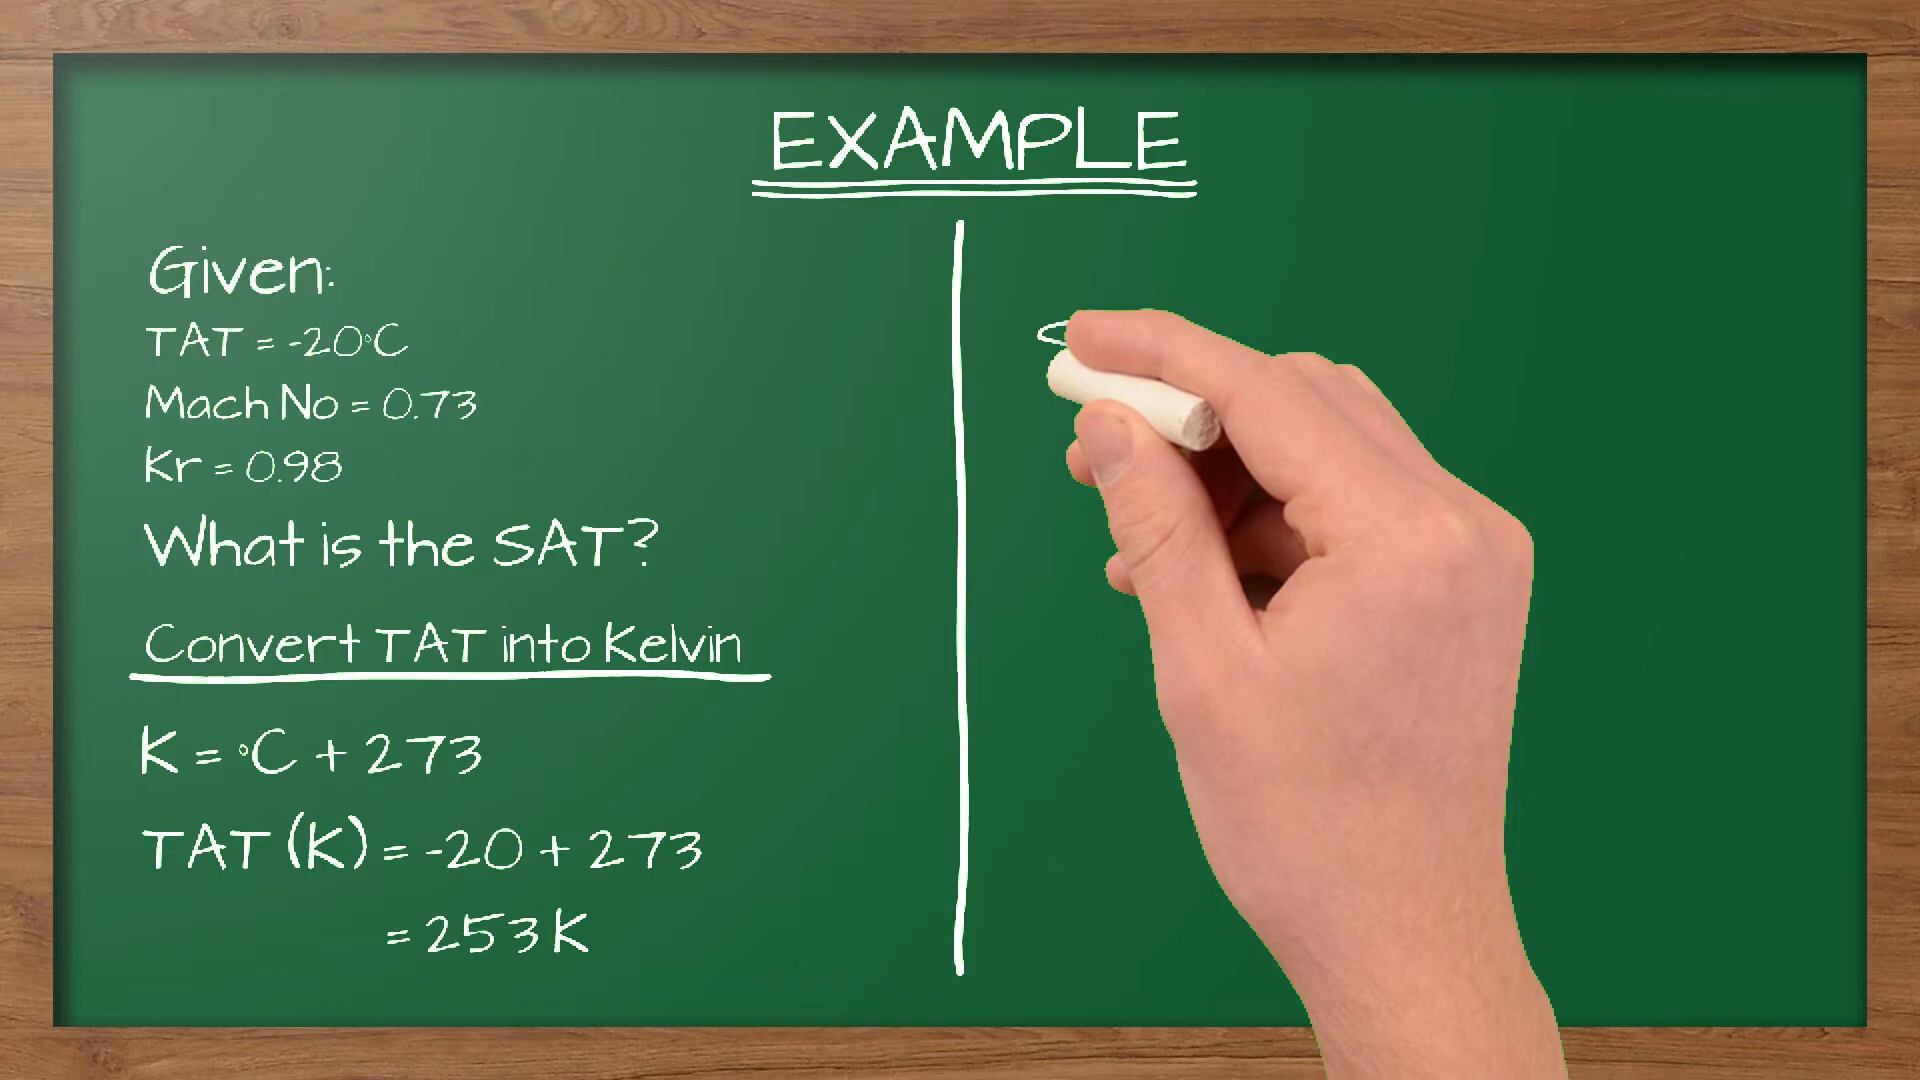 EXAMPLE
Given:
TAT = -20°C
Mach No = 0.73
Kr = 0.98
What is the SAT?
Convert TAT into Kelvin
K = °C + 273
TAT (K) = -20 + 273
= 253 K